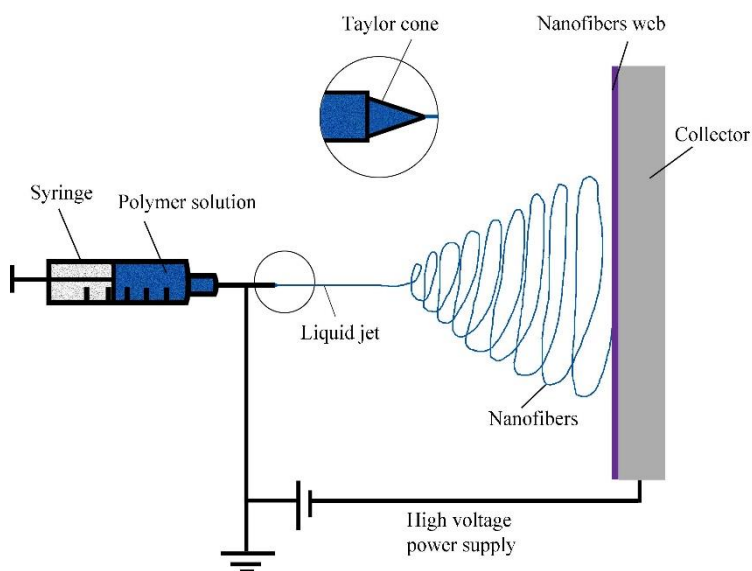 Taylor cone
Nanofibers web
Collector
Syringe
Polymer solution
Liquid jet
Nanofibers
High voltage
power supply